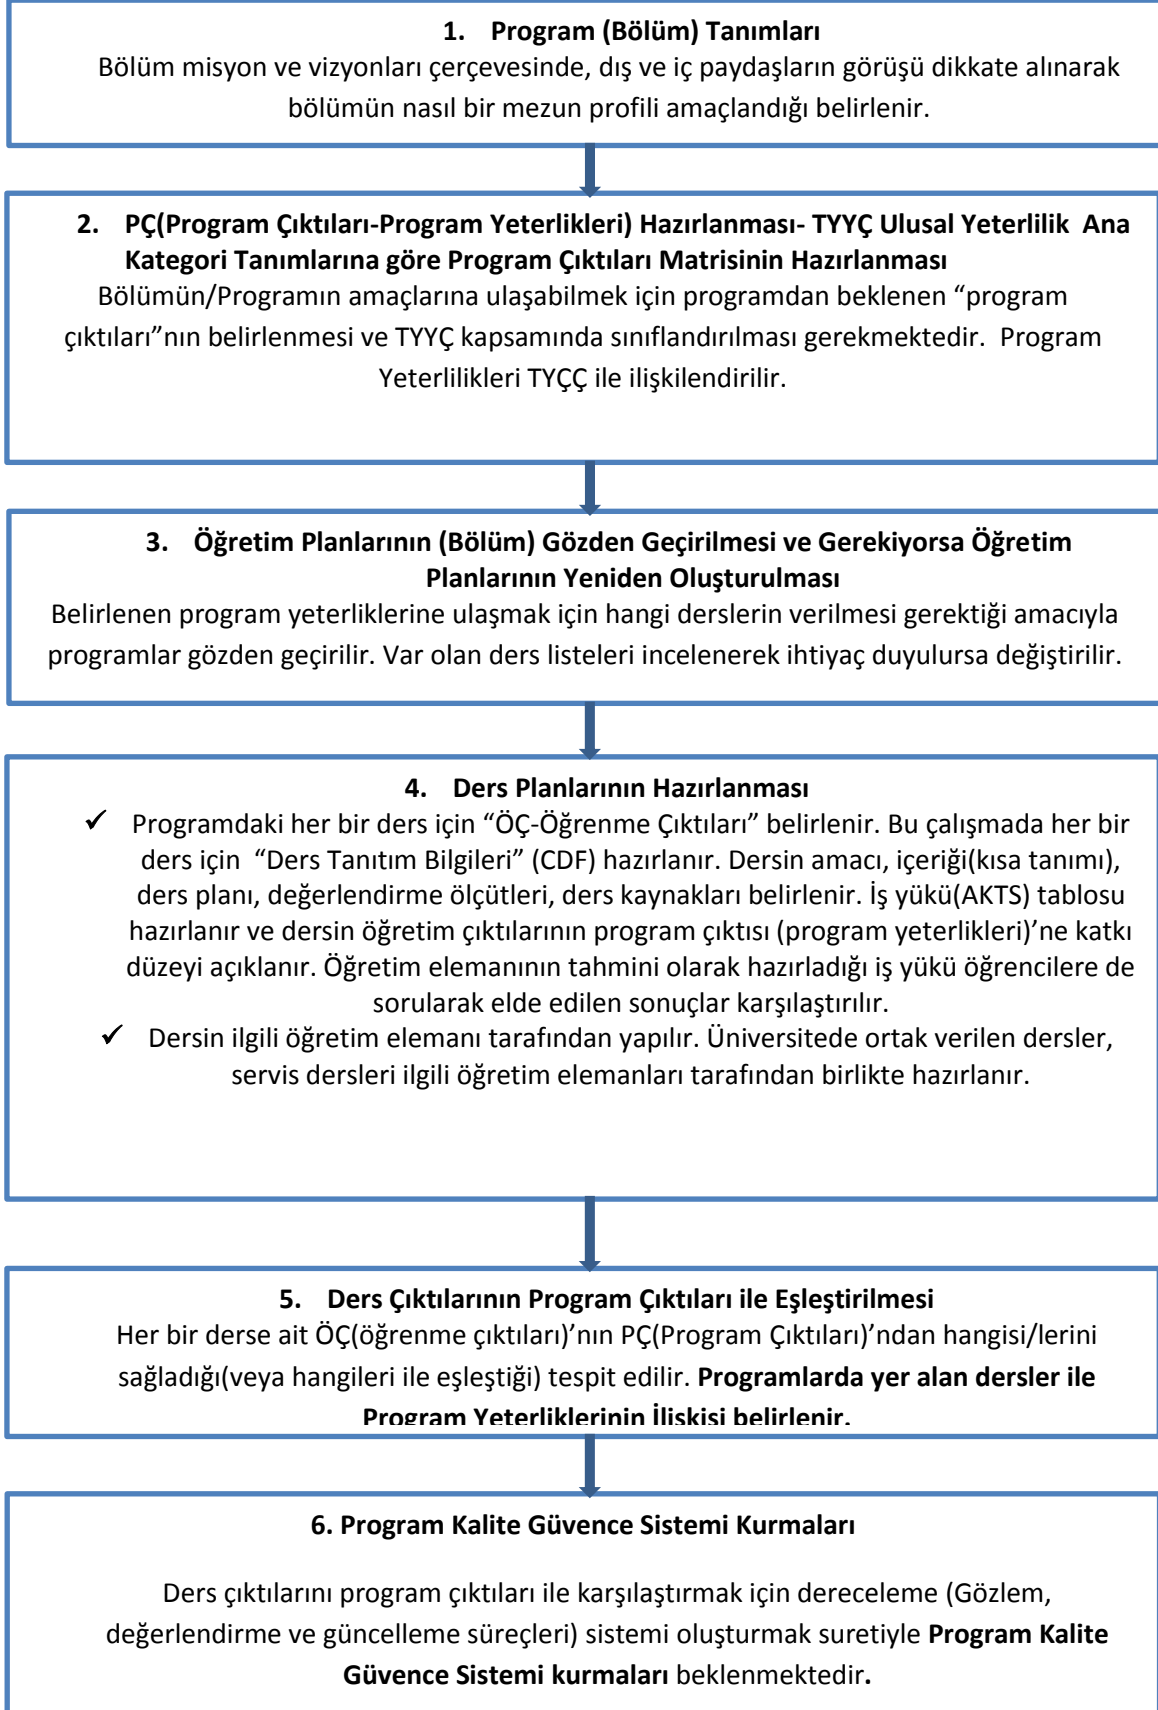 1. Program (Bölüm) Tanımları
Bölüm misyon ve vizyonları çerçevesinde, dış ve iç paydaşların görüşü dikkate alınarak
bölümün nasıl bir mezun profili amaçlandığı belirlenir.
2. PÇ(Program Çıktıları-Program Yeterlikleri) Hazırlanması- TYYÇ Ulusal Yeterlilik Ana
Kategori Tanımlarına göre Program Çıktıları Matrisinin Hazırlanması
Bölümün/Programın amaçlarına ulaşabilmek için programdan beklenen “program
çıktıları”nın belirlenmesi ve TYYÇ kapsamında sınıflandırılması gerekmektedir. Program
Yeterlilikleri TYÇÇ ile ilişkilendirilir.
3. Öğretim Planlarının (Bölüm) Gözden Geçirilmesi ve Gerekiyorsa Öğretim
Planlarının Yeniden Oluşturulması
Belirlenen program yeterliklerine ulaşmak için hangi derslerin verilmesi gerektiği amacıyla
programlar gözden geçirilir. Var olan ders listeleri incelenerek ihtiyaç duyulursa değiştirilir.
4. Ders Planlarının Hazırlanması
✓ Programdaki her bir ders için “ÖÇ-Öğrenme Çıktıları” belirlenir. Bu çalışmada her bir
ders için “Ders Tanıtım Bilgileri” (CDF) hazırlanır. Dersin amacı, içeriği(kısa tanımı),
ders planı, değerlendirme ölçütleri, ders kaynakları belirlenir. İş yükü(AKTS) tablosu
hazırlanır ve dersin öğretim çıktılarının program çıktısı (program yeterlikleri)’ne katkı
düzeyi açıklanır. Öğretim elemanının tahmini olarak hazırladığı iş yükü öğrencilere de
sorularak elde edilen sonuçlar karşılaştırılır.
✓ Dersin ilgili öğretim elemanı tarafından yapılır. Üniversitede ortak verilen dersler,
servis dersleri ilgili öğretim elemanları tarafından birlikte hazırlanır.
5. Ders Çıktılarının Program Çıktıları ile Eşleştirilmesi
Her bir derse ait ÖÇ(öğrenme çıktıları)’nın PÇ(Program Çıktıları)’ndan hangisi/lerini
sağladığı(veya hangileri ile eşleştiği) tespit edilir. Programlarda yer alan dersler ile
Program Yeterliklerinin İlişkisi belirlenir.
6. Program Kalite Güvence Sistemi Kurmaları
Ders çıktılarını program çıktıları ile karşılaştırmak için dereceleme (Gözlem,
değerlendirme ve güncelleme süreçleri) sistemi oluşturmak suretiyle Program Kalite
Güvence Sistemi kurmaları beklenmektedir.